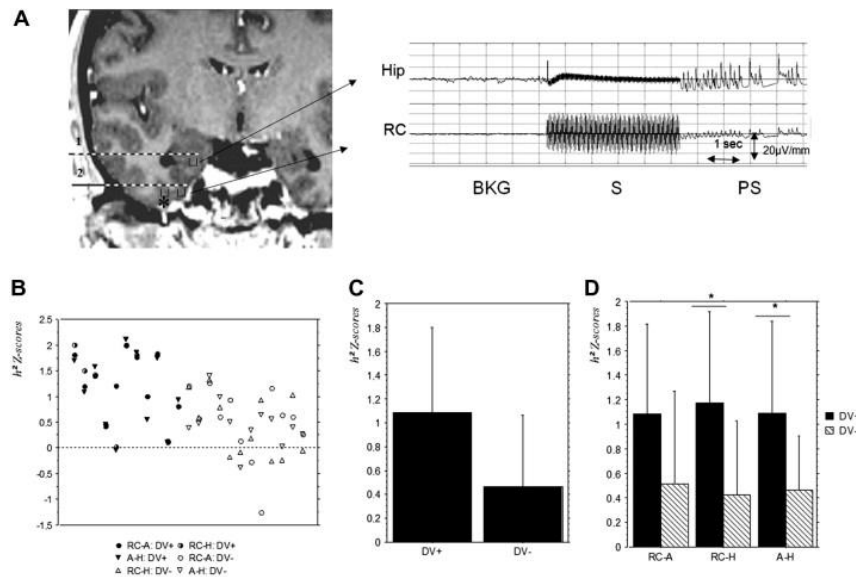 A
1
2
*
Hip
RC
1 sec
20µV/mm
BKG
S
PS
B
h² Z-scores
2.5
2
1.5
1
0.5
0
-0.5
-1
-1.5
● RC-A: DV+
◑ RC-H: DV+
▼ A-H: DV+
○ RC-A: DV-
△ RC-H: DV-
▽ A-H: DV-
C
h² Z-scores
2
1.8
1.6
1.4
1.2
1
0.8
0.6
0.4
0.2
0
DV+
DV-
D
h² Z-scores
2
1.8
1.6
1.4
1.2
1
0.8
0.6
0.4
0.2
0
*
*
RC-A
RC-H
A-H
DV+
DV-